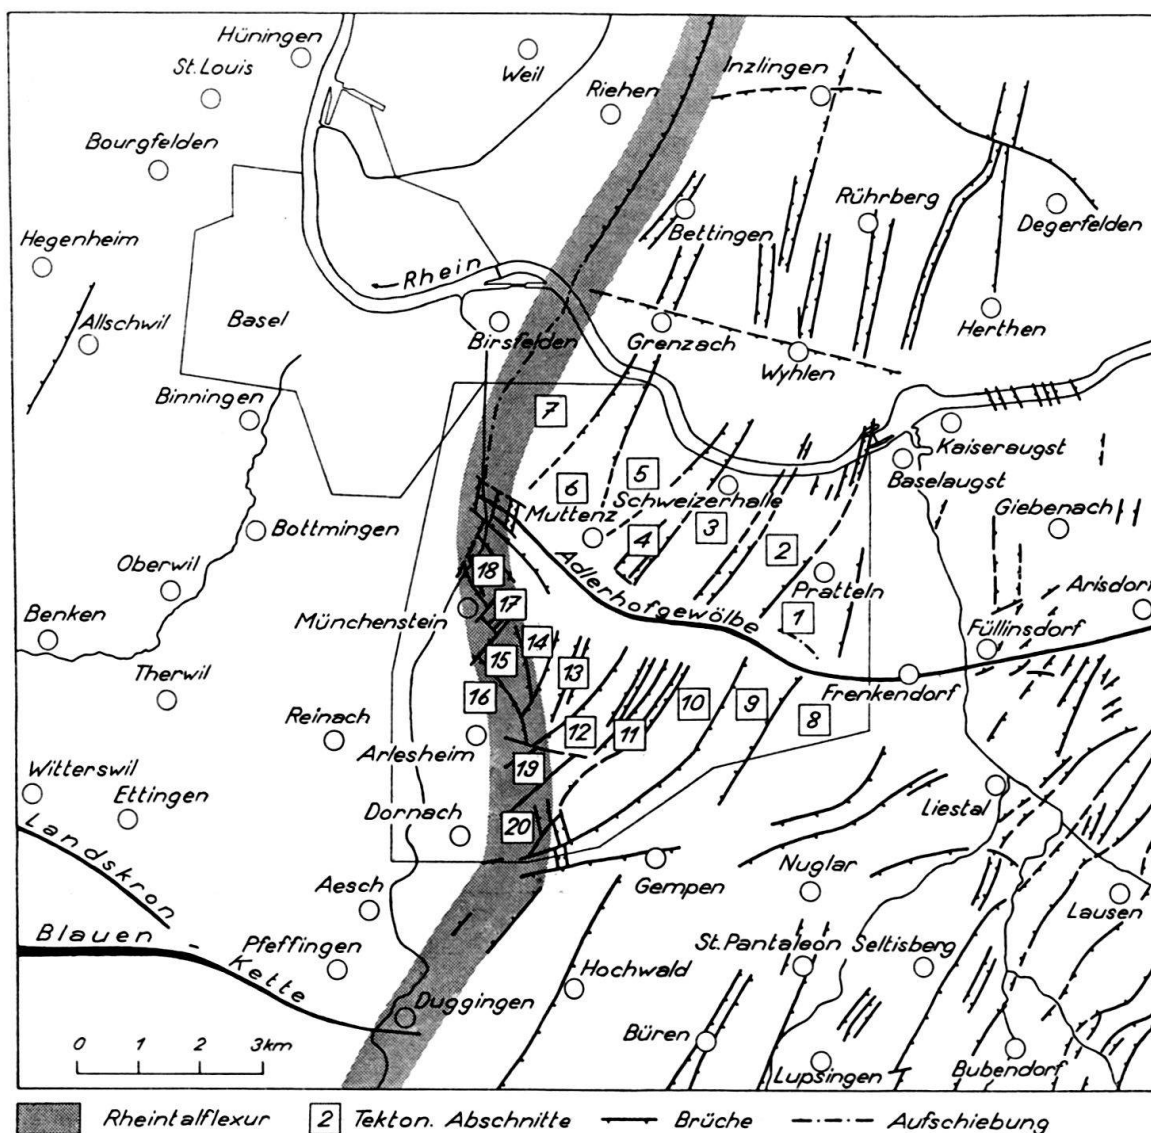 Hüningen
St. Louis
Weil
Riehen
Inzlingen
Bourgfelden
Hegenheim
Rührberg
Degerfelden
Bettingen
Rhein
Allschwil
Basel
Birsfelden
Grenzach
Wyhlen
Herthen
Binningen
7
Kaiseraugst
Baselaugst
5
6
Schweizerhalle
Muttenz
3
4
2
Giebenach
Bottmingen
Oberwil
18
Adlerhofgewölbe
Pratteln
Arisdorf
Benken
Münchenstein
17
1
Füllinsdorf
14
15
13
Therwil
16
Frenkendorf
10
9
8
Reinach
12
11
Arlesheim
19
Witterswil
Ettingen
Liestal
Dornach
20
Landskron
Nuglar
Gempen
Aesch
Lausen
Blauen - Kette
Pfeffingen
St. Pantaleon
Seltisberg
Hochwald
Duggingen
Büren
Lupsingen
Bubendorf
0 1 2 3km
Rheintalflexur
2 Tekton. Abschnitte
Brüche
Aufschiebung